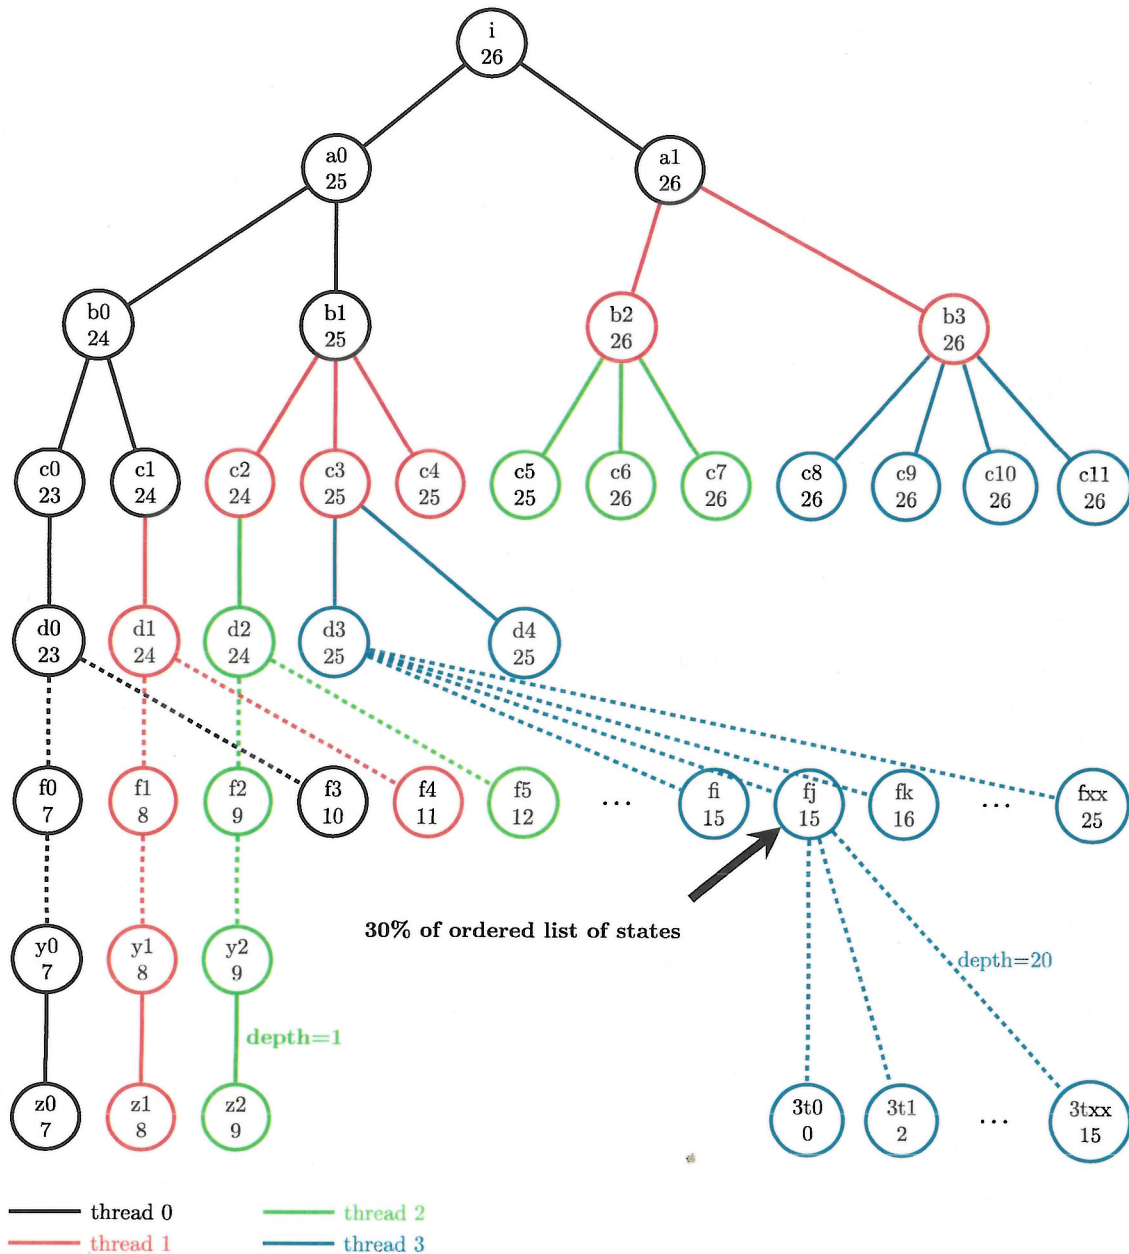 i
26
a0
25
a1
26
b0
24
b1
25
b2
26
b3
26
c0
23
c1
24
c2
24
c3
25
c4
25
c5
25
c6
26
c7
26
c8
26
c9
26
c10
26
c11
26
d0
23
d1
24
d2
24
d3
25
d4
25
f0
7
f1
8
f2
9
f3
10
f4
11
f5
12
...
fi
15
fj
15
fk
16
...
fxx
25
30% of ordered list of states
y0
7
y1
8
y2
9
depth=20
depth=1
z0
7
z1
8
z2
9
3t0
0
3t1
2
...
3txx
15
thread 0
thread 2
thread 1
thread 3